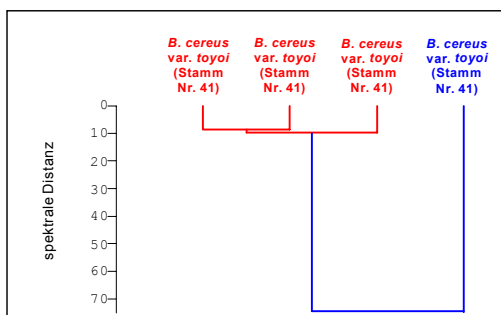 B. cereus B. cereus B. cereus B. cereus
var. toyoi var. toyoi var. toyoi var. toyoi
(Stamm (Stamm (Stamm (Stamm
Nr. 41) Nr. 41) Nr. 41) Nr. 41)
spektrale Distanz
0
10
20
30
40
50
60
70